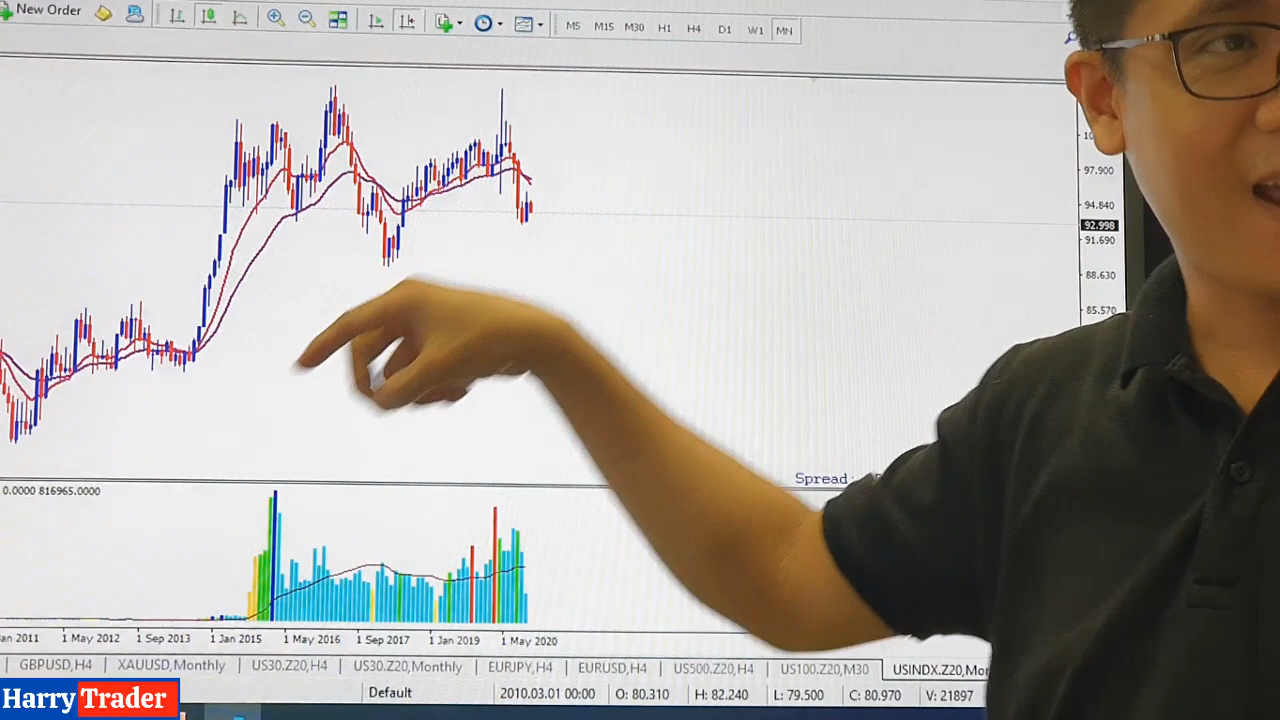 New Order
M5 M15 M30 H1 H4 D1 W1 MN
97.900
94.840
92.998
91.690
88.630
85.570
Spread
0.0000 816965.0000
Jan 2011 1 May 2012 1 Sep 2013 1 Jan 2015 1 May 2016 1 Sep 2017 1 Jan 2019 1 May 2020
GBPUSD,H4 XAUUSD,Monthly US30.Z20,H4 US30.Z20,Monthly EURJPY,H4 EURUSD,H4 US500.Z20,H4 US100.Z20,M30 USINDX.Z20,Mon
Default 2010.03.01 00:00 O: 80.310 H: 82.240 L: 79.500 C: 80.970 V: 21897
Harry Trader